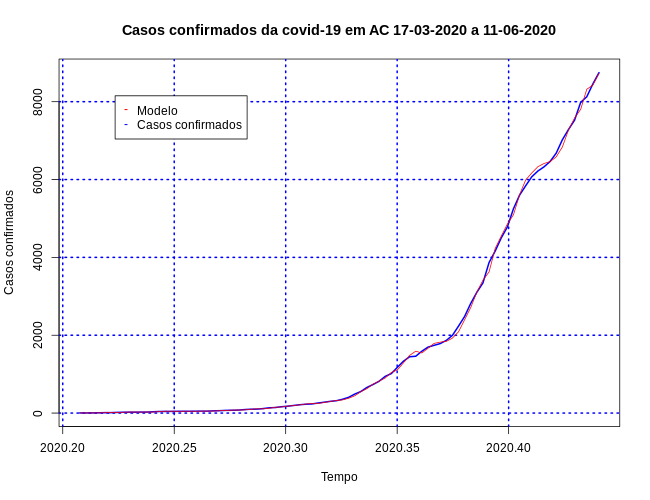 Casos confirmados da covid-19 em AC 17-03-2020 a 11-06-2020
Modelo
Casos confirmados
Casos confirmados
8000
6000
4000
2000
0
2020.20 2020.25 2020.30 2020.35 2020.40
Tempo